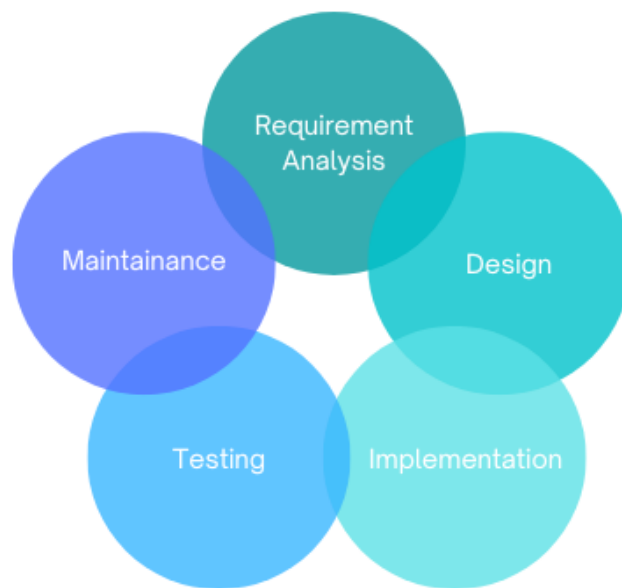 Requirement
Analysis
Design
Implementation
Testing
Maintainance